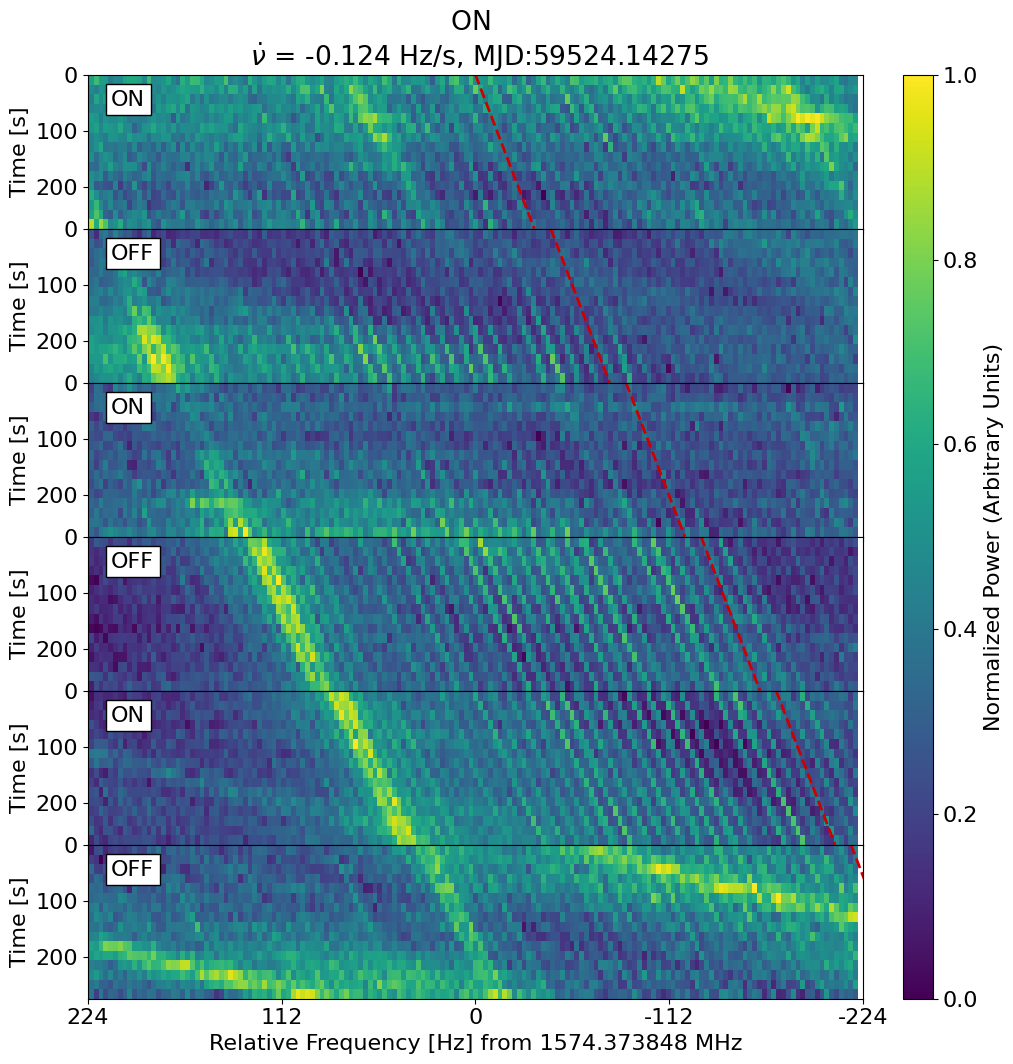 ON
ν̇ = -0.124 Hz/s, MJD:59524.14275
0
ON
100
200
Time [s]
0
OFF
100
200
Time [s]
0
ON
100
200
Time [s]
0
OFF
100
200
Time [s]
0
ON
100
200
Time [s]
0
OFF
100
200
Time [s]
224 112 0 -112 -224
Relative Frequency [Hz] from 1574.373848 MHz
1.0
0.8
0.6
0.4
0.2
0.0
Normalized Power (Arbitrary Units)